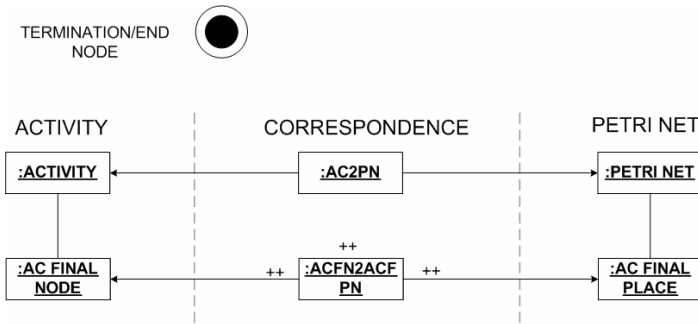 TERMINATION/END
NODE
ACTIVITY
CORRESPONDENCE
PETRI NET
:ACTIVITY
:AC2PN
:PETRI NET
++
:AC FINAL
NODE
++
:ACFN2ACF
PN
++
:AC FINAL
PLACE